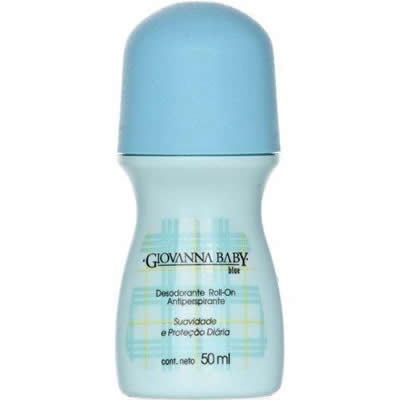 ·GIOVANNA BABY·
blue
Desodorante Roll-On
Antiperspirante
Suavidade
e Proteção Diária
cont. neto 50 ml